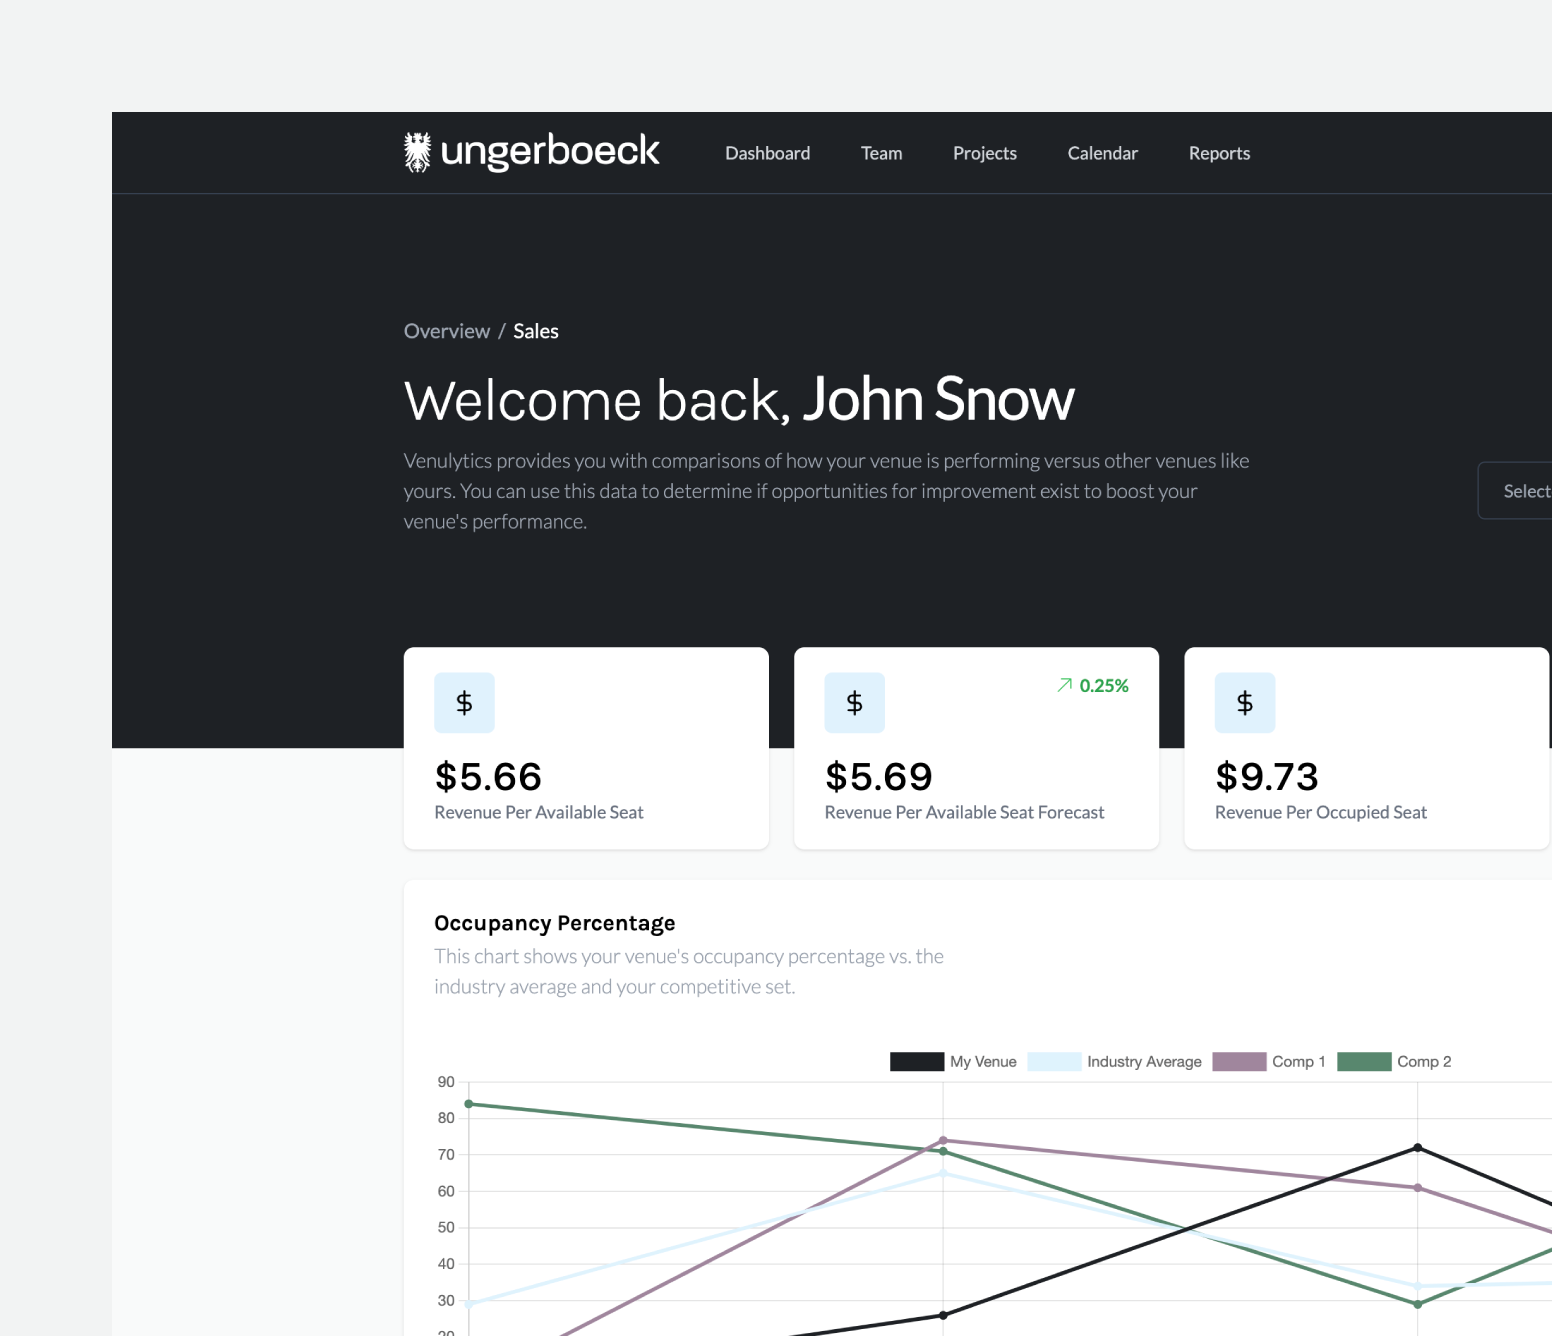 ungerboeck
Dashboard
Team
Projects
Calendar
Reports
Overview / Sales
Welcome back, John Snow
Venulytics provides you with comparisons of how your venue is performing versus other venues like
yours. You can use this data to determine if opportunities for improvement exist to boost your
venue's performance.
Select
$
$5.66
Revenue Per Available Seat
$
0.25%
$5.69
Revenue Per Available Seat Forecast
$
$9.73
Revenue Per Occupied Seat
Occupancy Percentage
This chart shows your venue's occupancy percentage vs. the
industry average and your competitive set.
My Venue
Industry Average
Comp 1
Comp 2
90
80
70
60
50
40
30